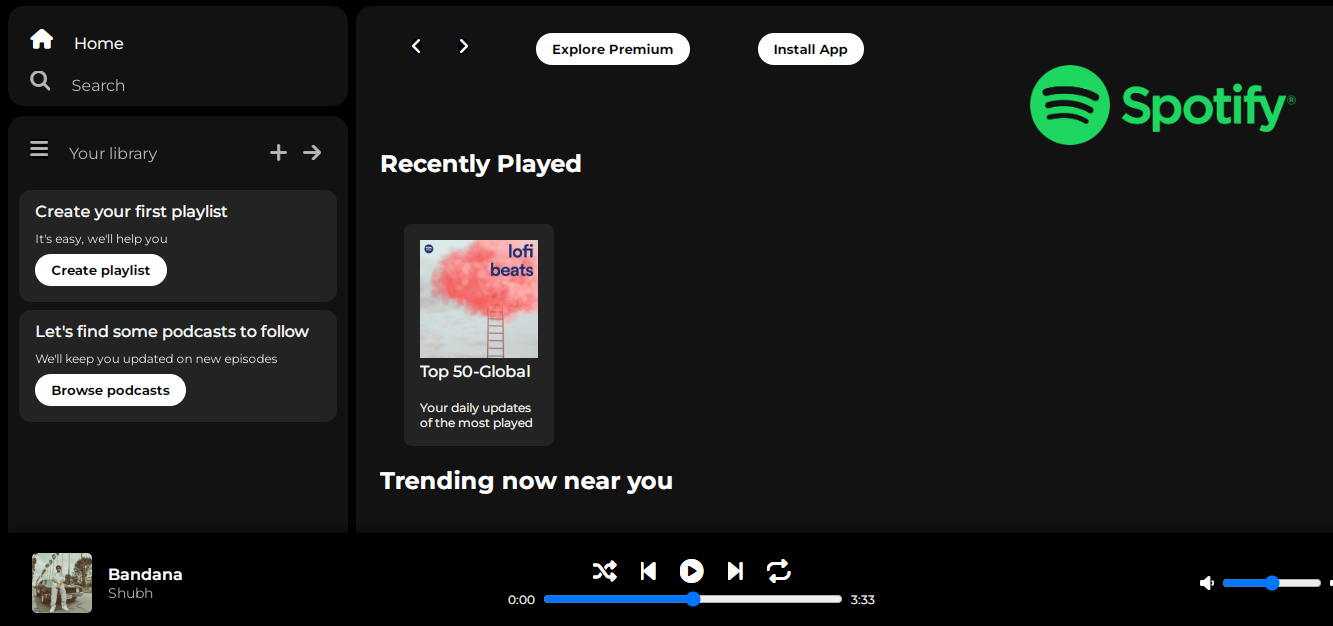 Home
Search
Your library
Create your first playlist
It's easy, we'll help you
Create playlist
Let's find some podcasts to follow
We'll keep you updated on new episodes
Browse podcasts
Explore Premium
Install App
Spotify®
Recently Played
lofi
beats
Top 50-Global
Your daily updates
of the most played
Trending now near you
Bandana
Shubh
0:00
3:33